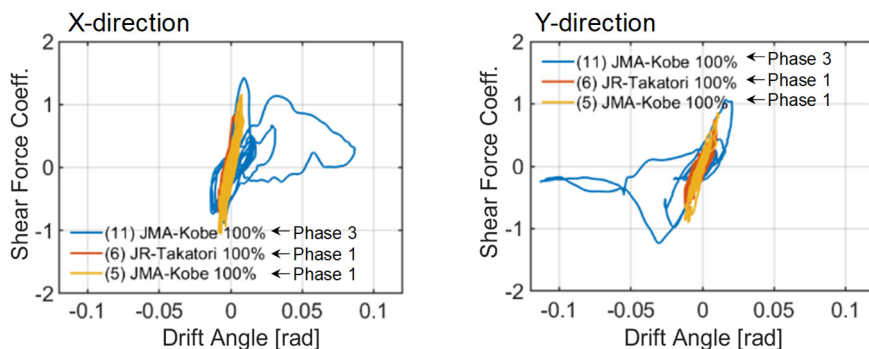 X-direction
2
1
0
-1
-2
Shear Force Coeff.
(11) JMA-Kobe 100% ← Phase 3
(6) JR-Takatori 100% ← Phase 1
(5) JMA-Kobe 100% ← Phase 1
-0.1 -0.05 0 0.05 0.1
Drift Angle [rad]
Y-direction
2
1
0
-1
-2
Shear Force Coeff.
(11) JMA-Kobe 100% ← Phase 3
(6) JR-Takatori 100% ← Phase 1
(5) JMA-Kobe 100% ← Phase 1
-0.1 -0.05 0 0.05 0.1
Drift Angle [rad]